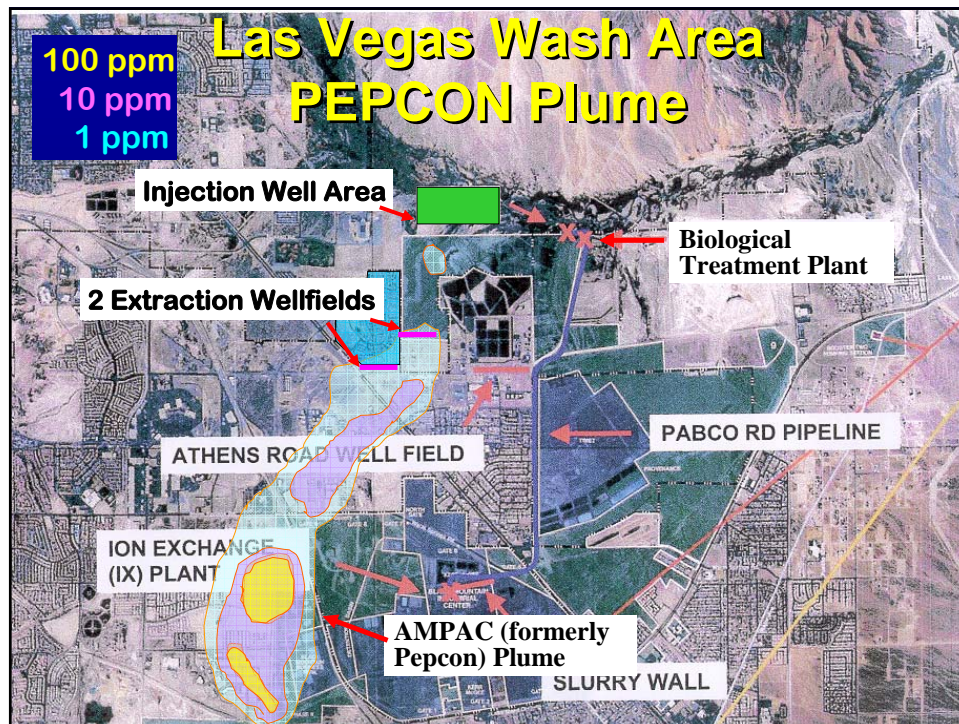 Las Vegas Wash Area
PEPCON Plume
100 ppm
10 ppm
1 ppm
Injection Well Area
Biological
Treatment Plant
2 Extraction Wellfields
9
PABCO RD PIPELINE
ATHENS ROAD WELL FIELD
ION EXCHANGE
(IX) PLANT
AMPAC (formerly
Pepcon) Plume
SLURRY WALL